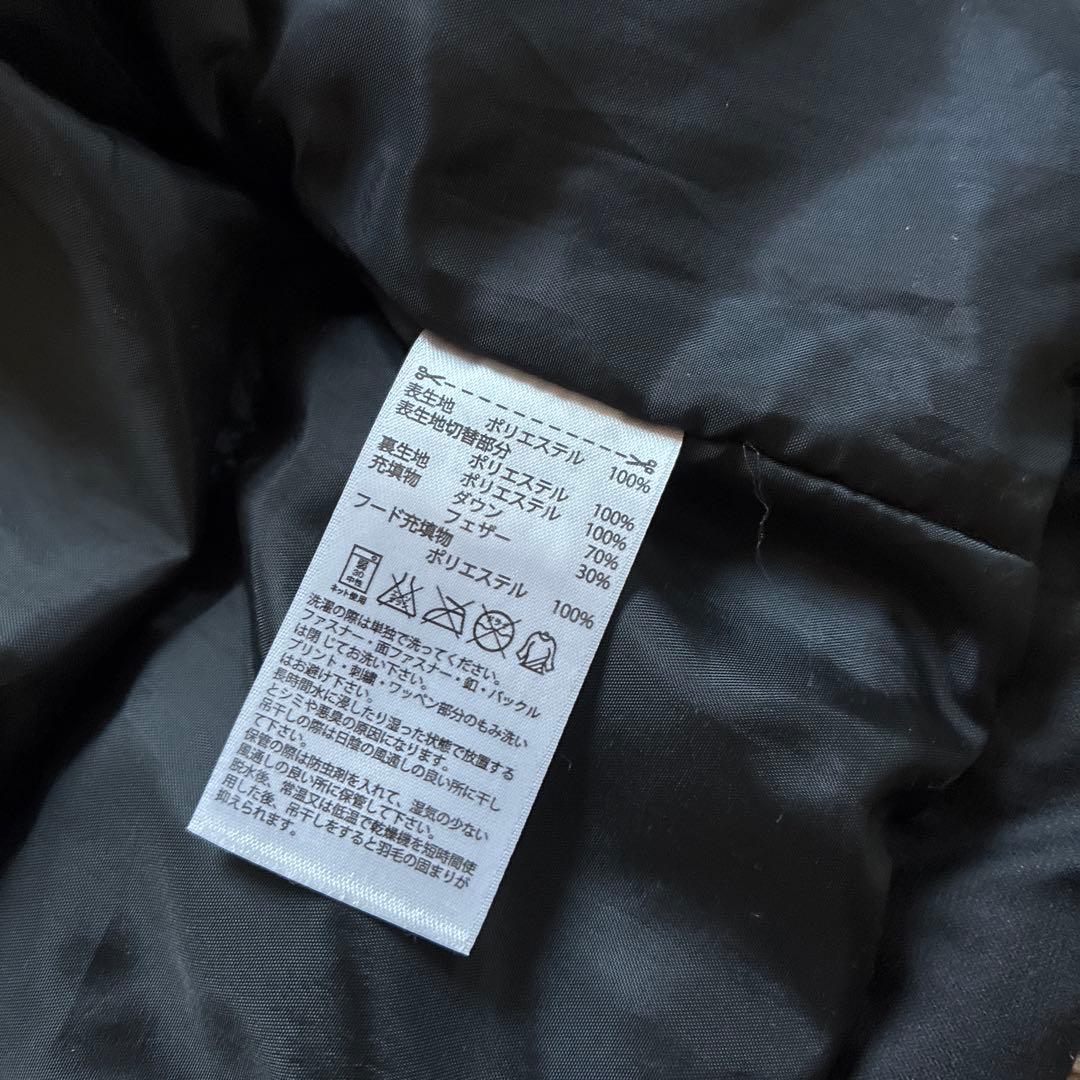 表生地 ポリエステル 100%
表生地切替部分
ポリエステル 100%
裏生地 ポリエステル 100%
充填物 ダウン 70%
フェザー 30%
フード充填物
ポリエステル 100%
30
中性
ネット使用
洗濯の際は単独で洗ってください。
ファスナー・面ファスナー・釦・バックル
は閉じてお洗い下さい。
プリント・刺繍・ワッペン部分のもみ洗い
はお避け下さい。
長時間水に浸したり湿った状態で放置する
とシミや悪臭の原因になります。
吊干しの際は日陰の風通しの良い所に干し
て下さい。
保管の際は防虫剤を入れて、湿気の少ない
風通しの良い所に保管して下さい。
脱水後、常温又は低温で乾燥機を短時間使
用した後、吊干しをすると羽毛の固まりが
抑えられます。